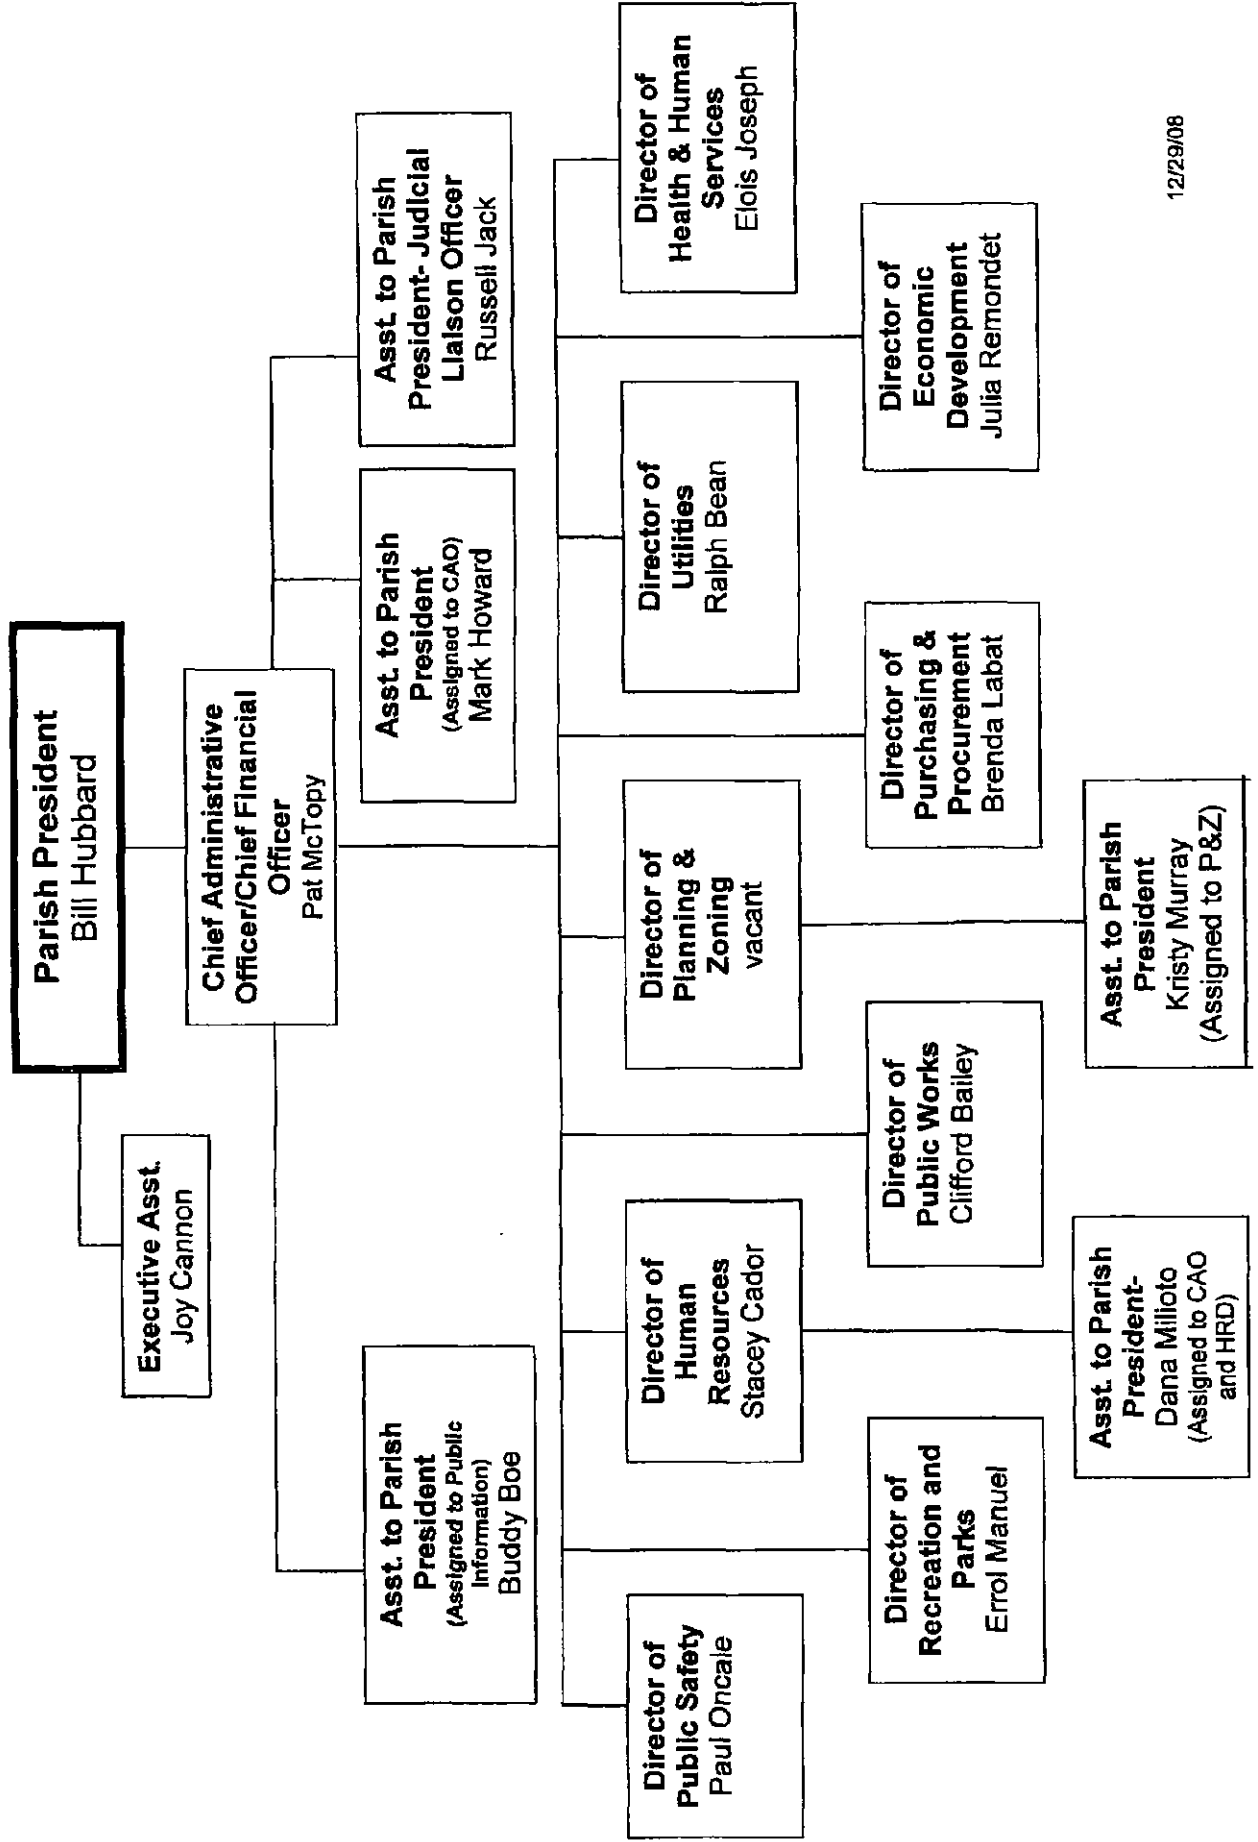 Parish President
Bill Hubbard
Executive Asst.
Joy Cannon
Chief Administrative
Officer/Chief Financial
Officer
Pat McTopy
Asst. to Parish
President
(Assigned to Public
Information)
Buddy Boe
Asst. to Parish
President
(Assigned to CAO)
Mark Howard
Asst. to Parish
President- Judicial
Liaison Officer
Russell Jack
Director of
Public Safety
Paul Oncale
Director of
Human
Resources
Stacey Cador
Director of
Planning &
Zoning
vacant
Director of
Utilities
Ralph Bean
Director of
Health & Human
Services
Elois Joseph
Director of
Recreation and
Parks
Errol Manuel
Director of
Public Works
Clifford Bailey
Director of
Purchasing &
Procurement
Brenda Labat
Director of
Economic
Development
Julia Remondet
Asst. to Parish
President-
Dana Milioto
(Assigned to CAO
and HRD)
Asst. to Parish
President
Kristy Murray
(Assigned to P&Z)
12/29/08